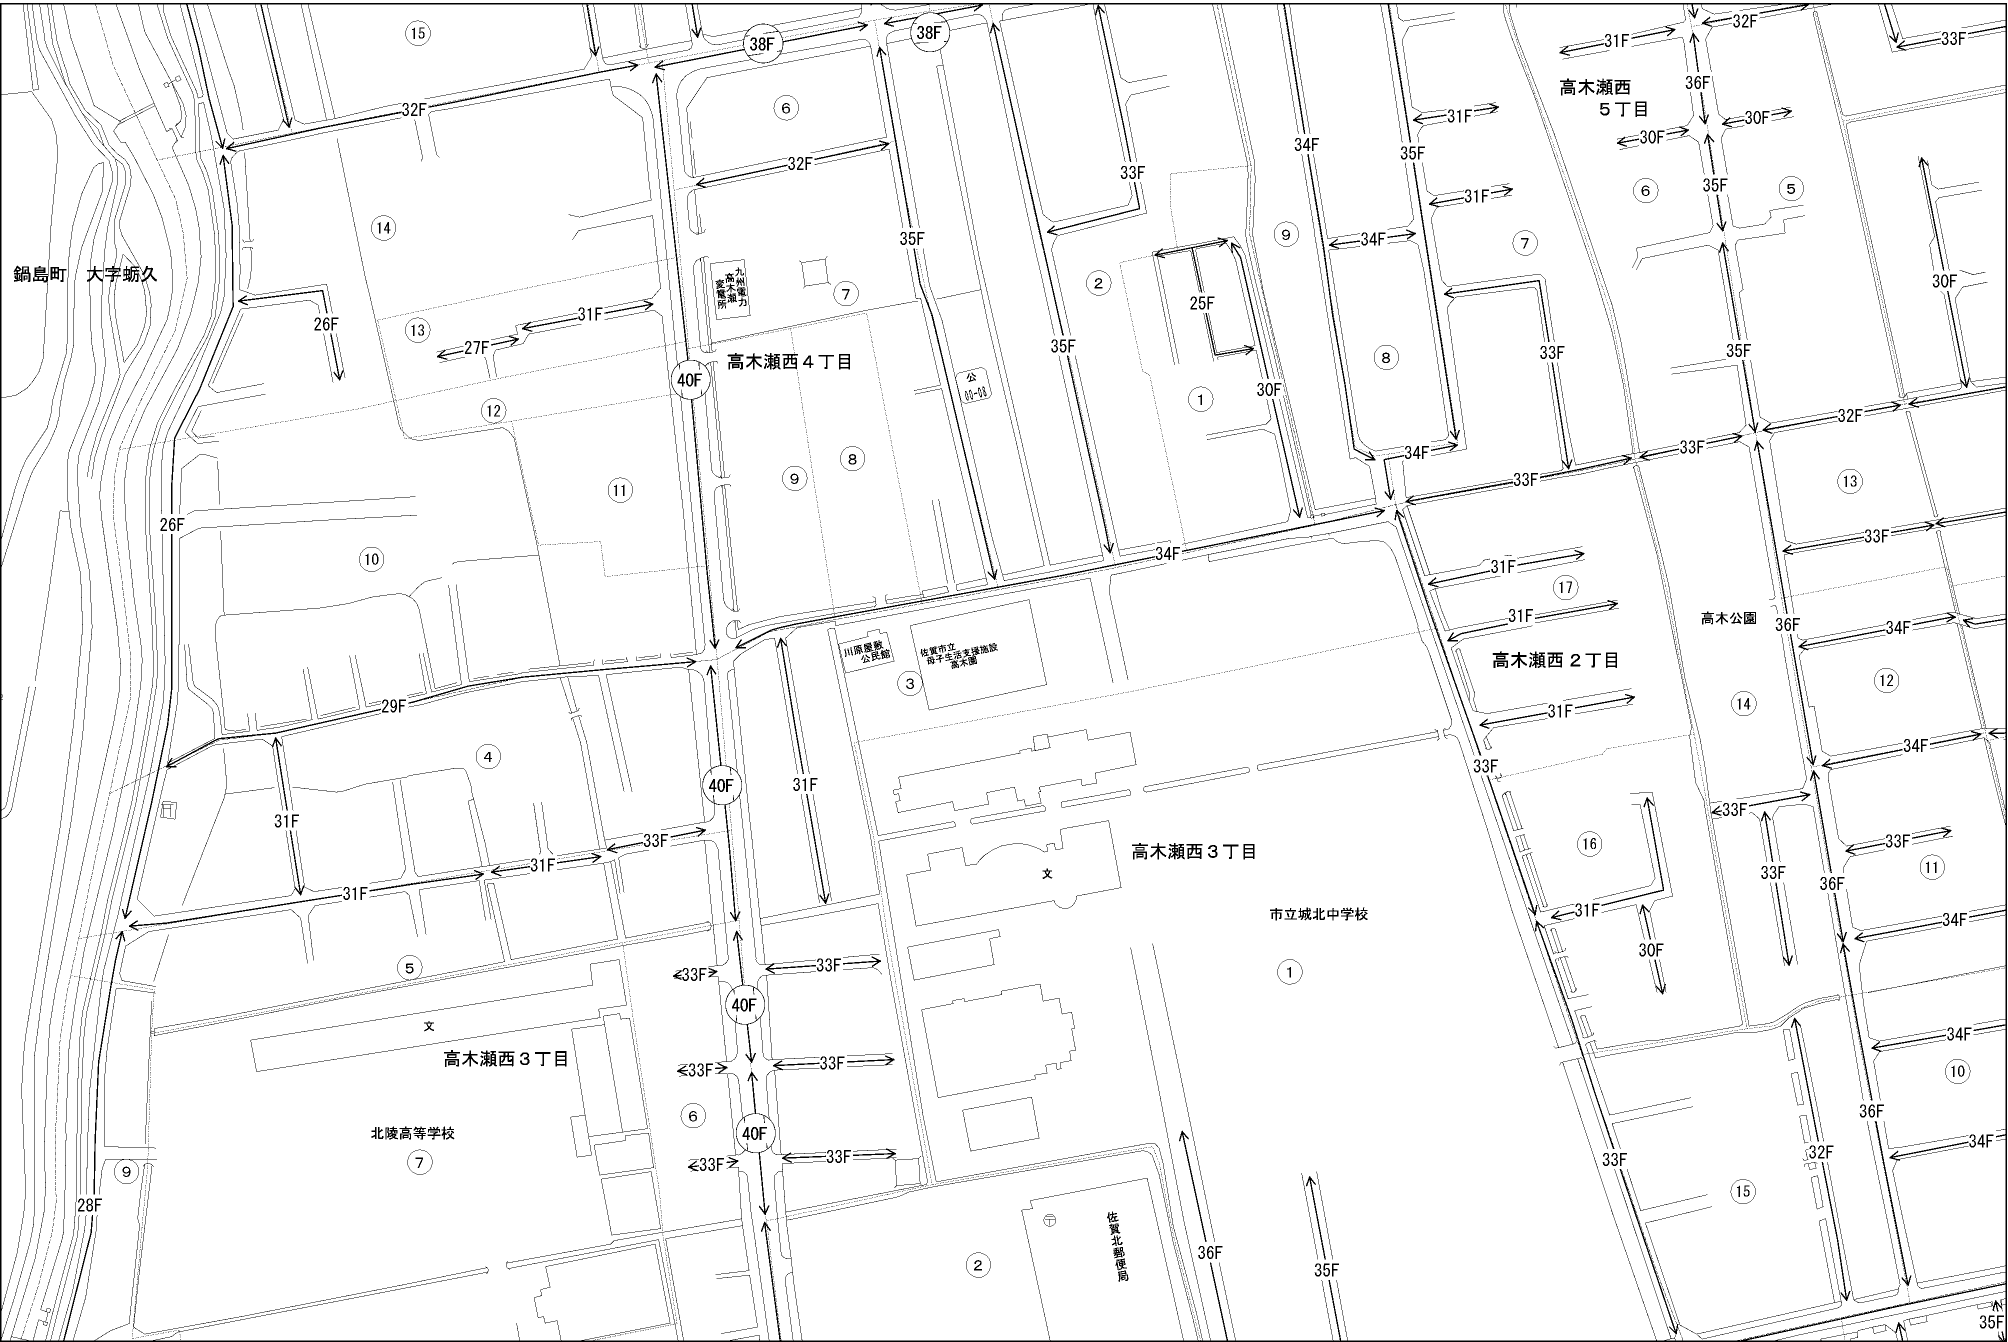 ⑮
38F
38F
32F
31F
33F
32F
⑥
36F
高木瀬西
５丁目
31F
30F
30F
34F
35F
32F
33F
⑭
35F
31F
⑥
35F
⑤
34F
⑨
⑦
鍋島町　大字蛎久
九州電力
高木瀬
変電所
⑦
②
25F
30F
26F
⑬
31F
27F
35F
33F
35F
高木瀬西４丁目
⑧
40F
30F
①
公
00-08
⑫
32F
34F
33F
⑧
⑨
⑪
33F
⑬
26F
33F
34F
⑩
31F
⑰
31F
高木公園
36F
34F
川原屋敷
公民館
佐賀市立
母子生活支援施設
高木園
高木瀬西２丁目
③
⑫
29F
31F
⑭
34F
④
33F
40F
31F
33F
31F
33F
33F
⑯
高木瀬西３丁目
31F
⑪
文
33F
36F
31F
31F
市立城北中学校
34F
30F
⑤
33F
33F
①
40F
文
34F
高木瀬西３丁目
33F
33F
⑩
⑥
36F
北陵高等学校
40F
34F
⑦
33F
33F
33F
32F
⑨
28F
⑮
佐賀北郵便局
36F
②
35F
35F